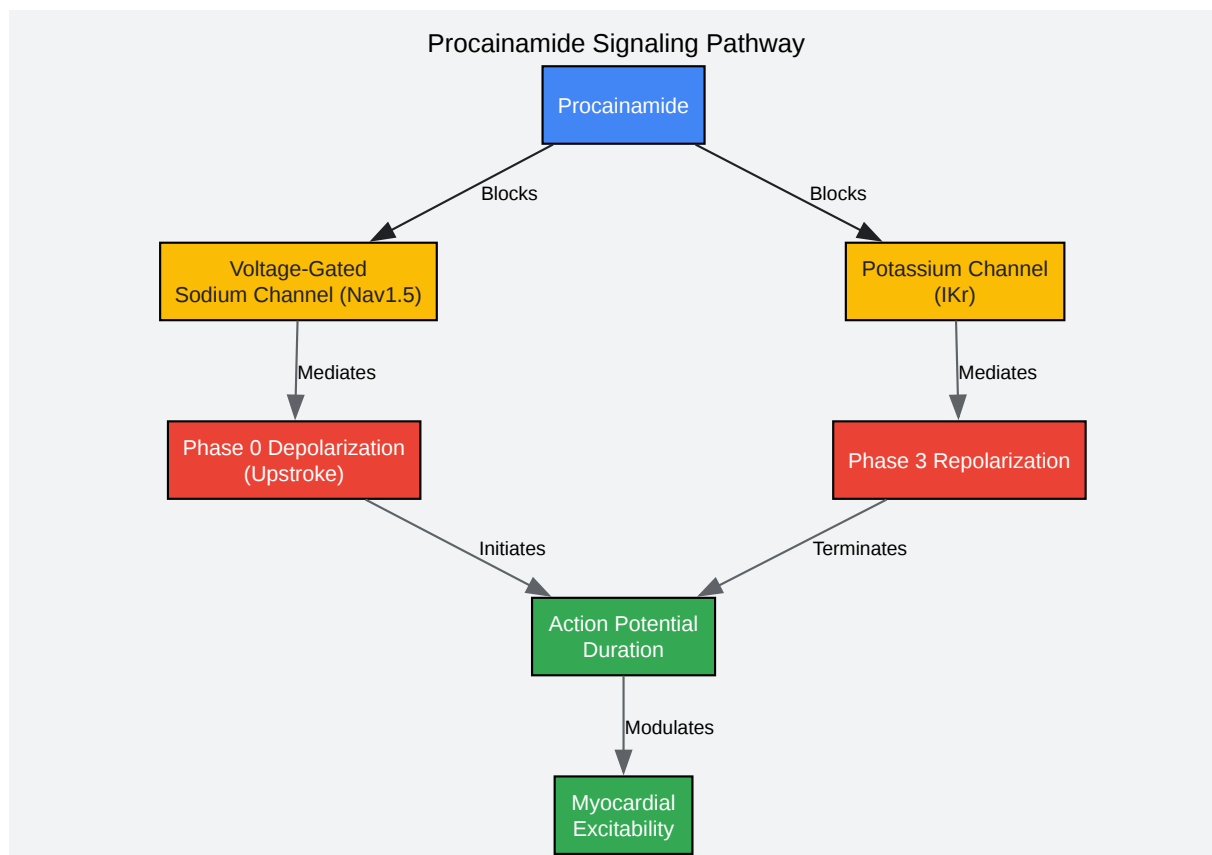 Procainamide Signaling Pathway
Procainamide
Blocks
Blocks
Voltage-Gated
Sodium Channel (Nav1.5)
Potassium Channel
(IKr)
Mediates
Mediates
Phase 0 Depolarization
(Upstroke)
Phase 3 Repolarization
Initiates
Terminates
Action Potential
Duration
Modulates
Myocardial
Excitability